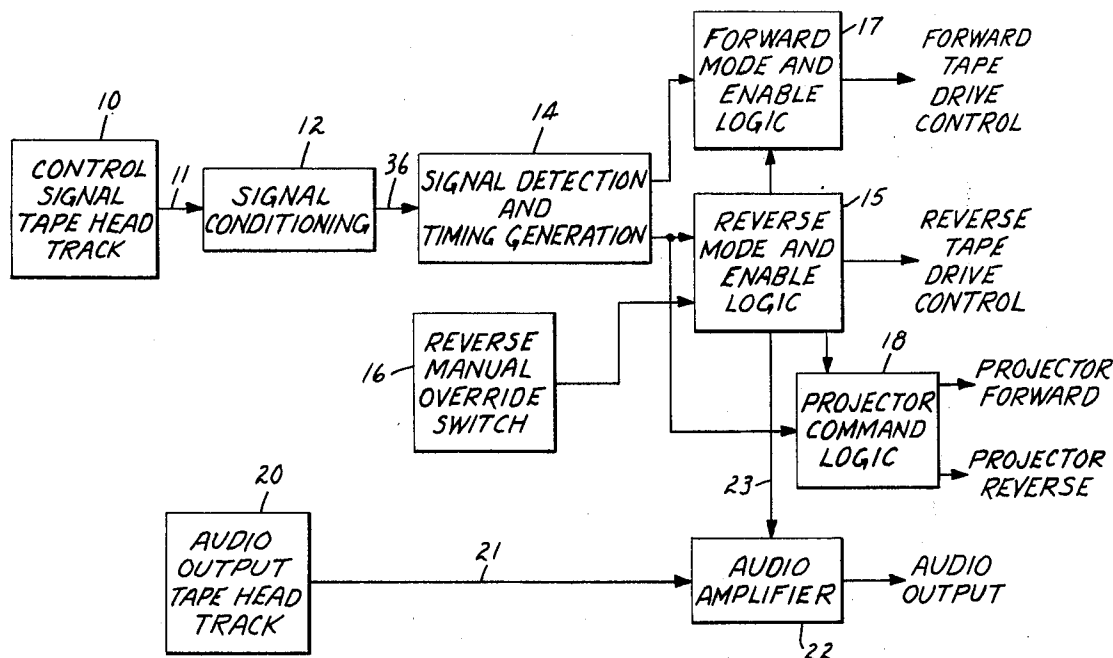 10
CONTROL
SIGNAL
TAPE HEAD
TRACK
11
12
SIGNAL
CONDITIONING
36
14
SIGNAL DETECTION
AND
TIMING GENERATION
17
FORWARD
MODE AND
ENABLE
LOGIC
FORWARD
TAPE
DRIVE
CONTROL
15
REVERSE
MODE AND
ENABLE
LOGIC
REVERSE
TAPE
DRIVE
CONTROL
16
REVERSE
MANUAL
OVERRIDE
SWITCH
18
PROJECTOR
COMMAND
LOGIC
PROJECTOR
FORWARD
PROJECTOR
REVERSE
23
20
AUDIO
OUTPUT
TAPE HEAD
TRACK
21
AUDIO
AMPLIFIER
22
AUDIO
OUTPUT